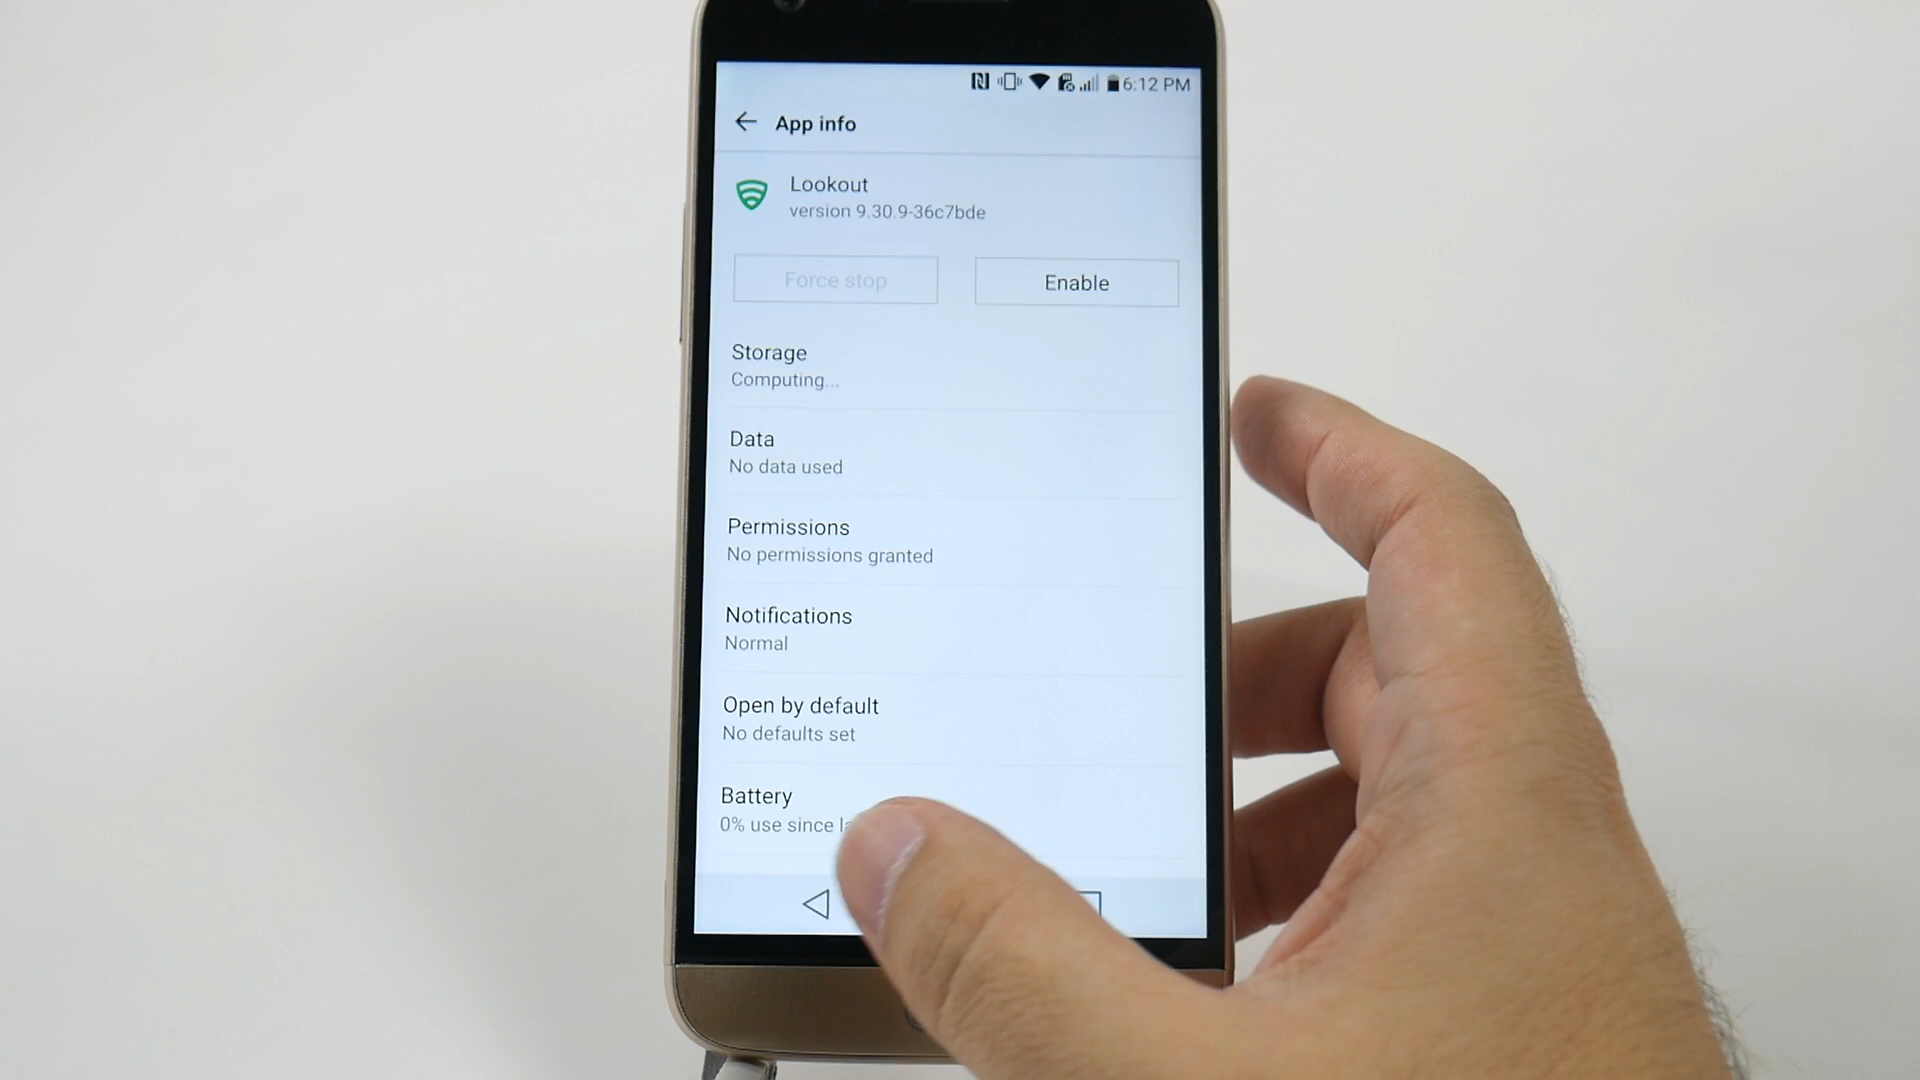 6:12 PM
App info
Lookout
version 9.30.9-36c7bde
Force stop
Enable
Storage
Computing...
Data
No data used
Permissions
No permissions granted
Notifications
Normal
Open by default
No defaults set
Battery
0% use since